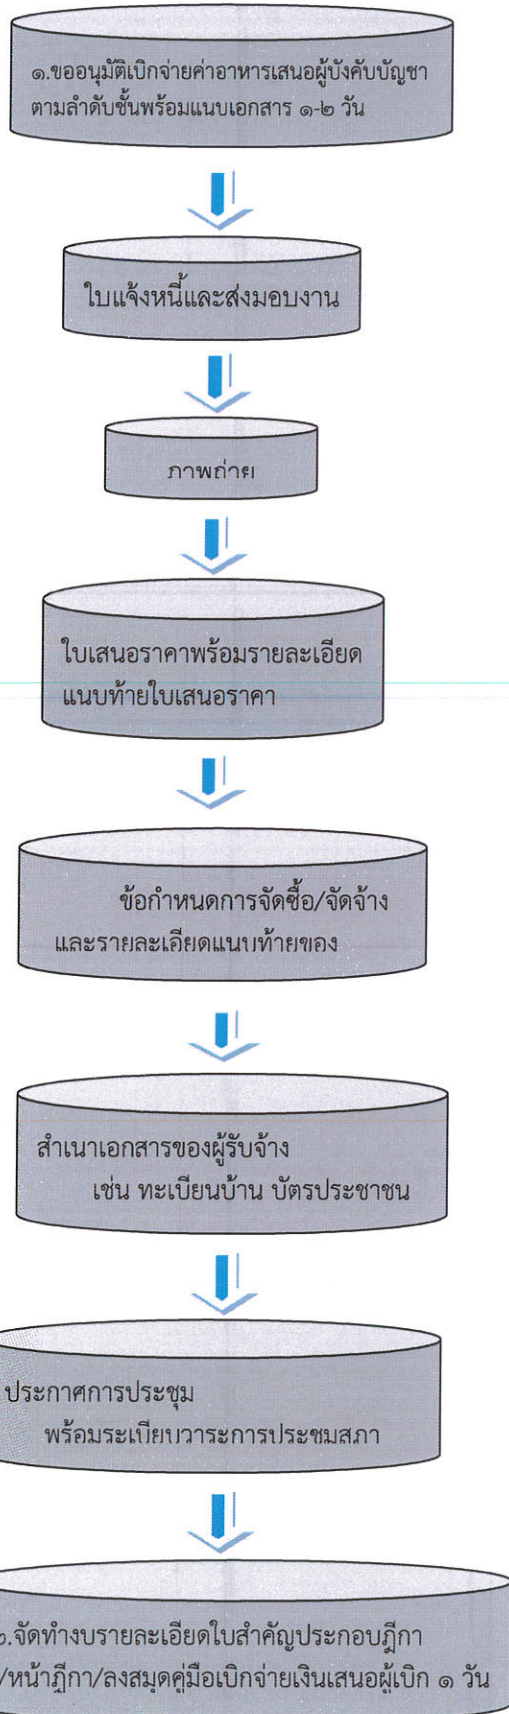 ๑.ขออนุมัติเบิกจ่ายค่าอาหารเสนอผู้บังคับบัญชา
ตามลำดับชั้นพร้อมแนบเอกสาร ๑-๒ วัน
ใบแจ้งหนี้และส่งมอบงาน
ภาพถ่าย
ใบเสนอราคาพร้อมรายละเอียด
แนบท้ายใบเสนอราคา
ข้อกำหนดการจัดซื้อ/จัดจ้าง
และรายละเอียดแนบท้ายของ
สำเนาเอกสารของผู้รับจ้าง
เช่น ทะเบียนบ้าน บัตรประชาชน
ประกาศการประชุม
พร้อมระเบียบวาระการประชมสภา
.จัดทำงบรายละเอียดใบสำคัญประกอบฎีกา
/หน้าฎีกา/ลงสมุดคู่มือเบิกจ่ายเงินเสนอผู้เบิก ๑ วัน